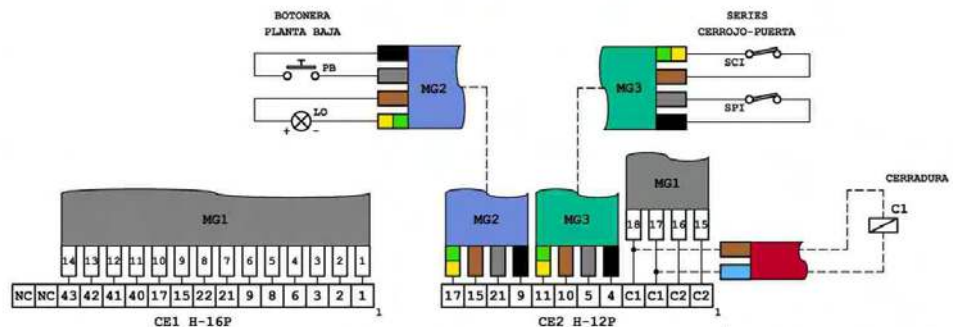 BOTONERA
PLANTA BAJA
SERIES
CERROJO-PUERTA
PB
MG2
LO
+ -
SCI
MG3
SPI
MG1
CERRADURA
C1
18 17 16 15
MG1
MG2
MG3
14 13 12 11 10 9 8 7 6 5 4 3 2 1
NC NC 43 42 41 40 17 15 22 21 9 8 6 3 2 1
1
17 15 21 9 11 10 5 4 C1 C1 C2 C2
1
CE1 H-16P
CE2 H-12P